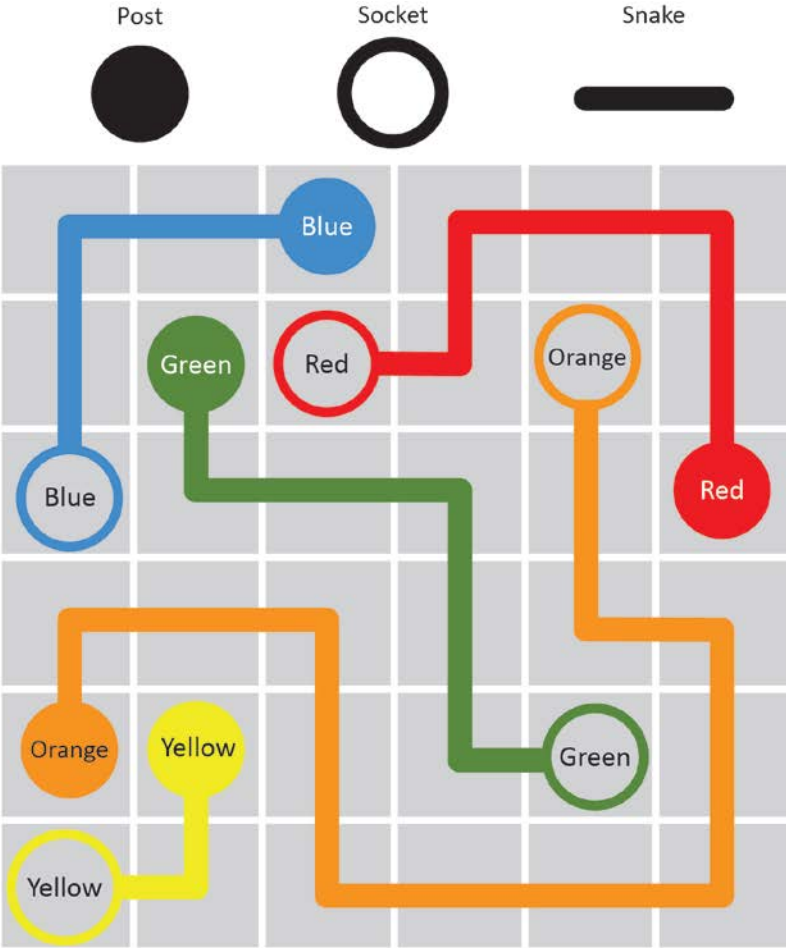 Post Socket Snake
Blue
Green Red Orange
Blue Red
Orange Yellow Green
Yellow